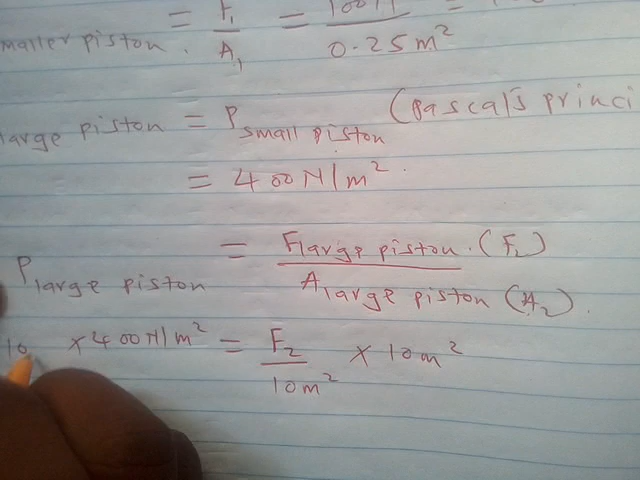 = F₁/A₁ = 100N/0.25m² =
maller piston.
large piston = P small piston (pascal's princi
= 400N/m².
P large piston = F large piston.(F₂)/A large piston (A₂).
10 × 400N/m² = F₂/10m² × 10m²